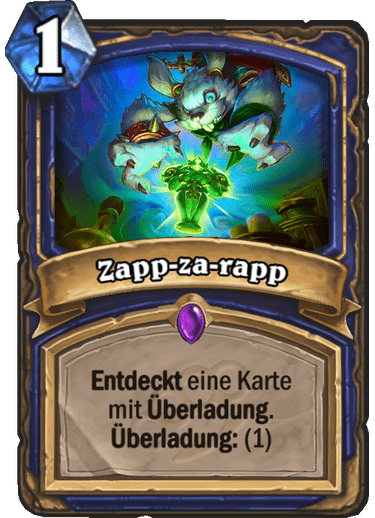 1
Zapp-za-rapp
Entdeckt eine Karte
mit Überladung.
Überladung: (1)